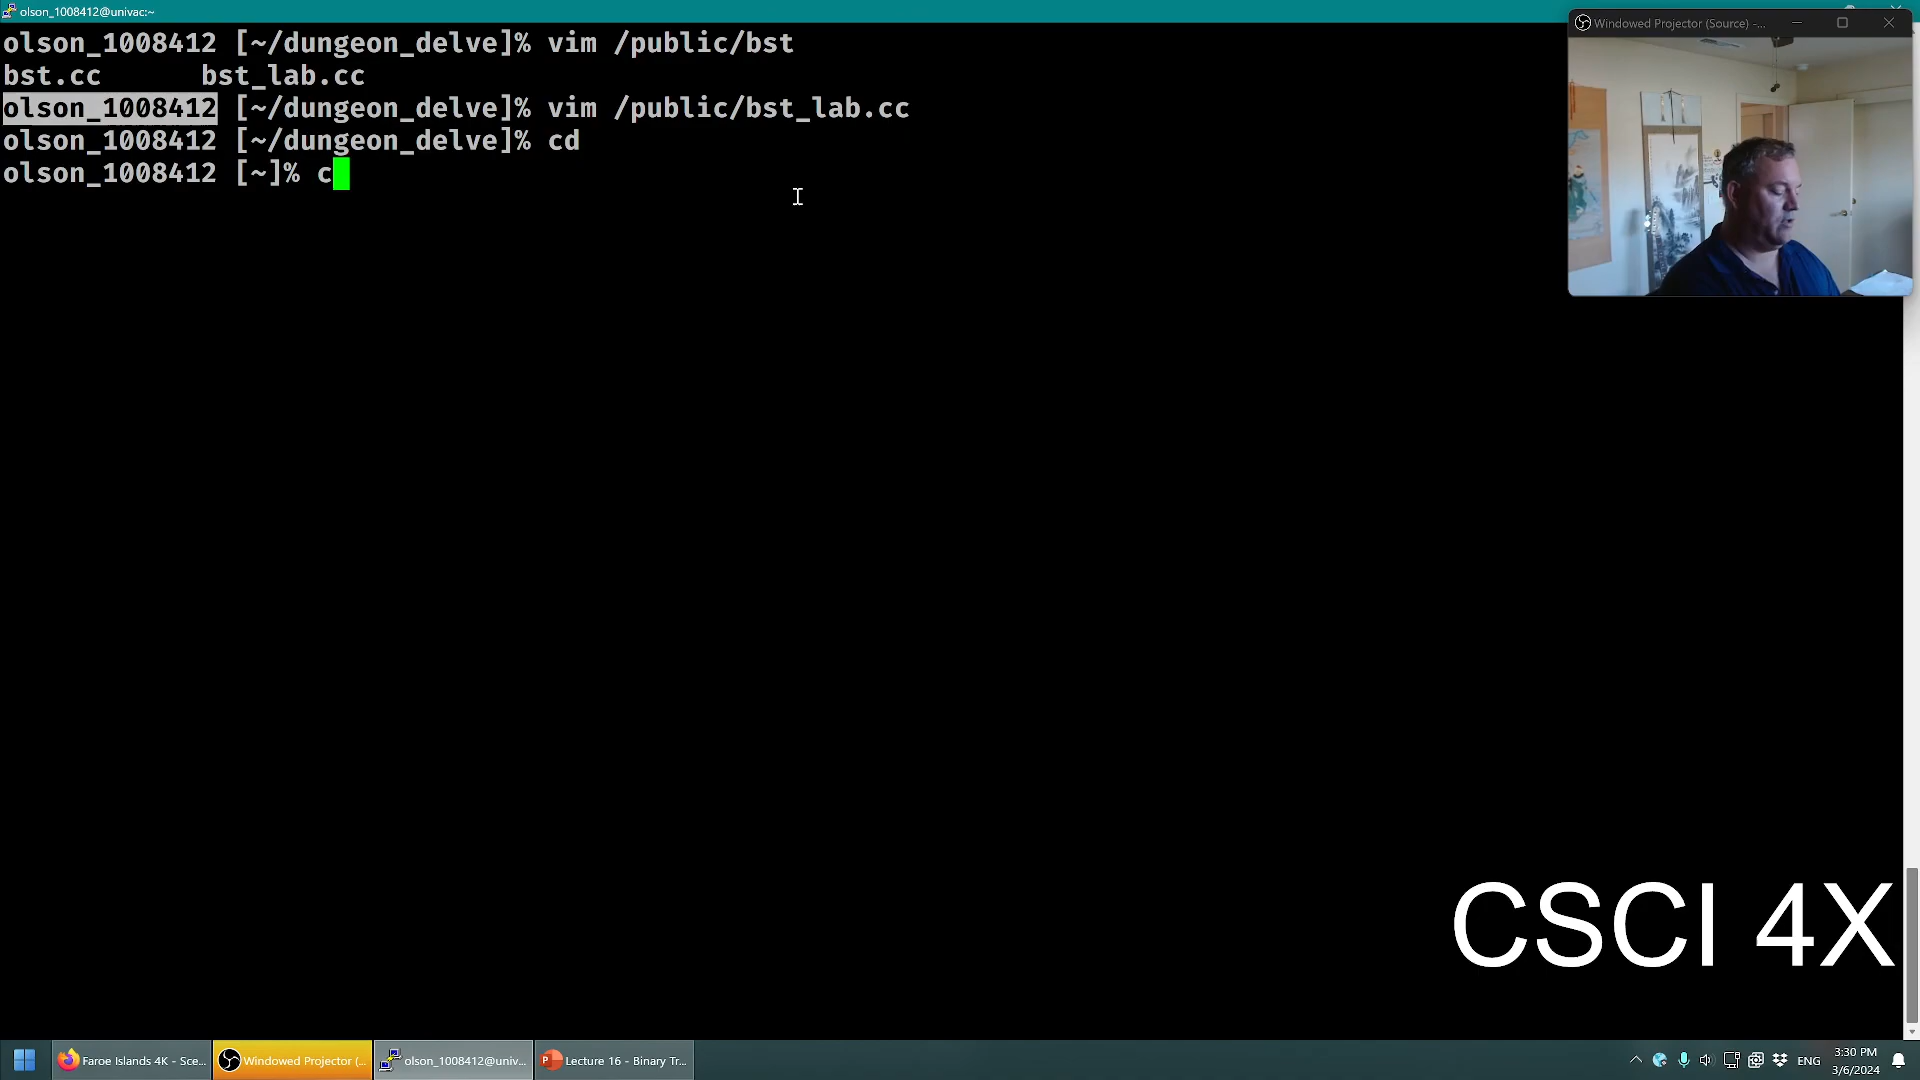 olson_1008412@univac:~
Windowed Projector (Source) -...
olson_1008412 [~/dungeon_delve]% vim /public/bst
bst.cc bst_lab.cc
olson_1008412 [~/dungeon_delve]% vim /public/bst_lab.cc
olson_1008412 [~/dungeon_delve]% cd
olson_1008412 [~]% c
CSCI 4X
Faroe Islands 4K - Sce...
Windowed Projector (...
olson_1008412@univ...
Lecture 16 - Binary Tr...
ENG
3:30 PM
3/6/2024